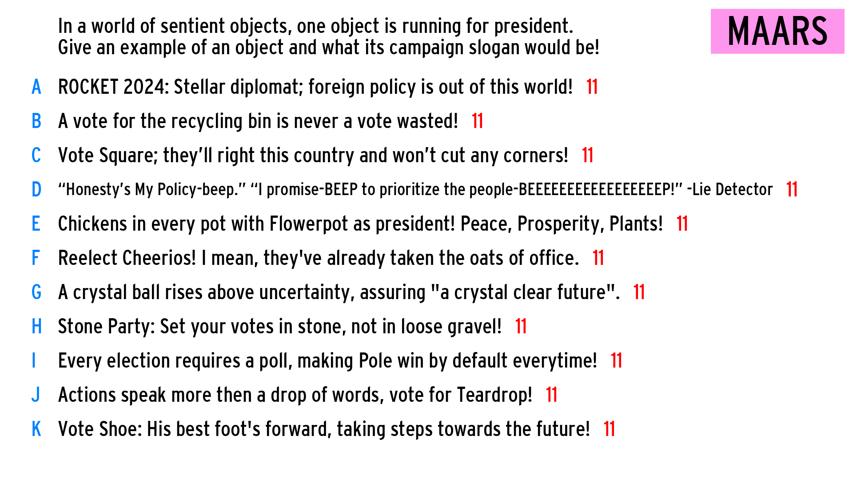 In a world of sentient objects, one object is running for president.
Give an example of an object and what its campaign slogan would be!
MAARS
A ROCKET 2024: Stellar diplomat; foreign policy is out of this world! 11
B A vote for the recycling bin is never a vote wasted! 11
C Vote Square; they’ll right this country and won’t cut any corners! 11
D “Honesty’s My Policy-beep.” “I promise-BEEP to prioritize the people-BEEEEEEEEEEEEEEEEEP!” -Lie Detector 11
E Chickens in every pot with Flowerpot as president! Peace, Prosperity, Plants! 11
F Reelect Cheerios! I mean, they've already taken the oats of office. 11
G A crystal ball rises above uncertainty, assuring "a crystal clear future". 11
H Stone Party: Set your votes in stone, not in loose gravel! 11
I Every election requires a poll, making Pole win by default everytime! 11
J Actions speak more then a drop of words, vote for Teardrop! 11
K Vote Shoe: His best foot's forward, taking steps towards the future! 11